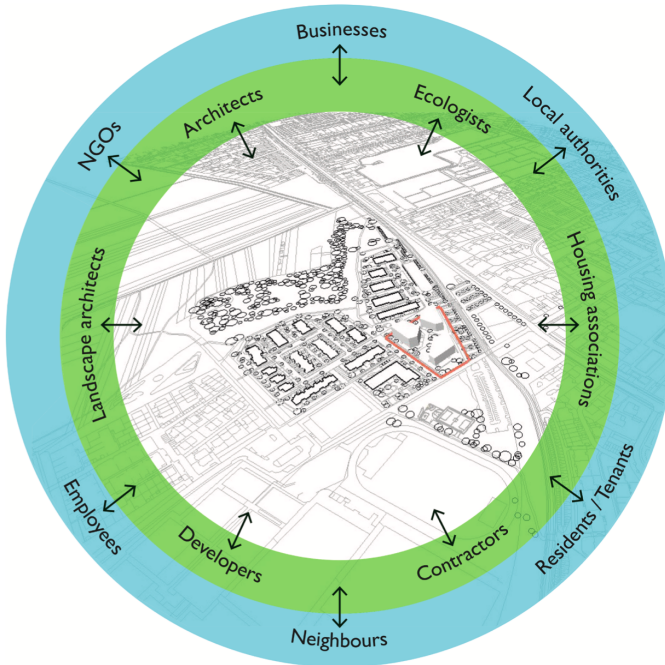 Businesses
Architects
Ecologists
NGOs
Local authorities
Landscape architects
Housing associations
Employees
Residents / Tenants
Developers
Contractors
Neighbours